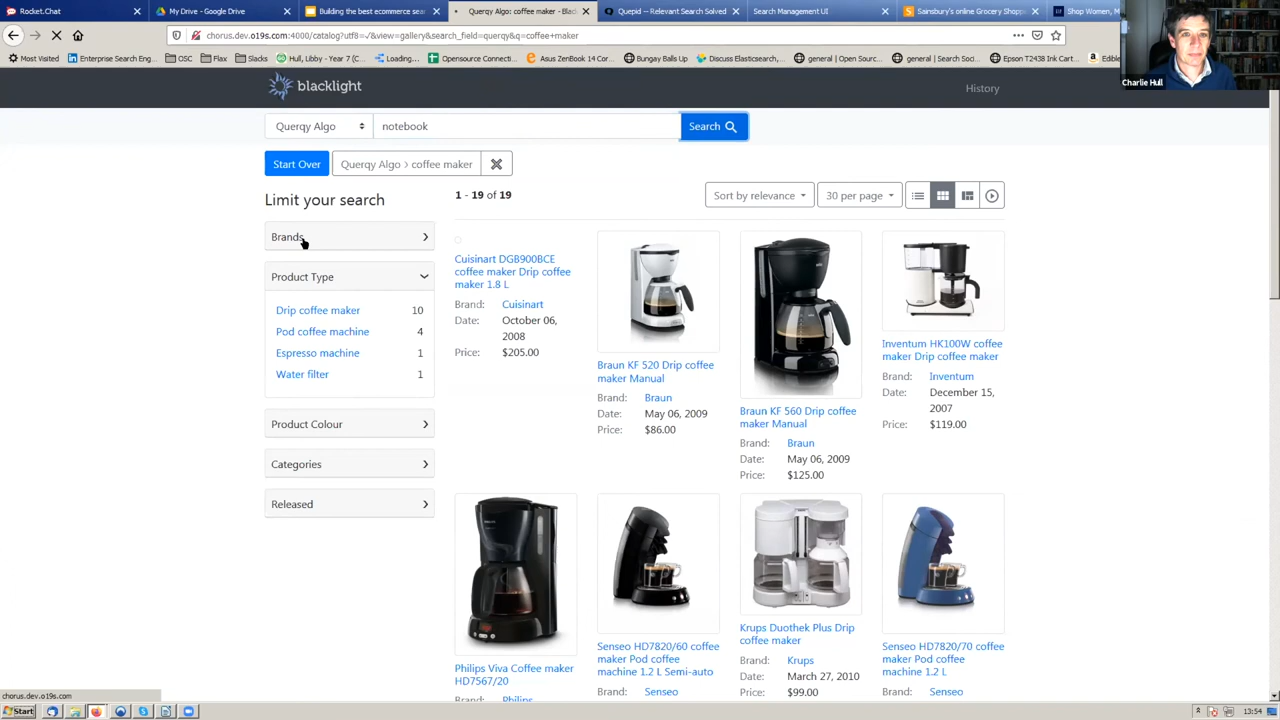 Rocket.Chat
My Drive - Google Drive
Building the best ecommerce sea
Querqy Algo: coffee maker - Blac
Quepid -- Relevant Search Solved
Search Management UI
Sainsbury's online Grocery Shopp
Shop Women, M
chorus.dev.o19s.com:4000/catalog?utf8=✓&view=gallery&search_field=querqy&q=coffee+maker
Most Visited
Enterprise Search Eng...
OSC
Flax
Slacks
Hull, Libby - Year 7 (C...
Loading...
Opensource Connecti...
Asus ZenBook 14 Cor...
Bungay Balls Up
Discuss Elasticsearch,...
general | Open Sourc...
general | Search Soci...
Epson T2438 Ink Cart...
Edible
Charlie Hull
blacklight
History
Querqy Algo
notebook
Search
Start Over
Querqy Algo > coffee maker
Limit your search
1 - 19 of 19
Sort by relevance
30 per page
Brands
Product Type
Drip coffee maker 10
Pod coffee machine 4
Espresso machine 1
Water filter 1
Product Colour
Categories
Released
Cuisinart DGB900BCE
coffee maker Drip coffee
maker 1.8 L
Brand: Cuisinart
Date: October 06,
2008
Price: $205.00
Braun KF 520 Drip coffee
maker Manual
Brand: Braun
Date: May 06, 2009
Price: $86.00
Braun KF 560 Drip coffee
maker Manual
Brand: Braun
Date: May 06, 2009
Price: $125.00
Inventum HK100W coffee
maker Drip coffee maker
Brand: Inventum
Date: December 15,
2007
Price: $119.00
Philips Viva Coffee maker
HD7567/20
Brand: Philips
Senseo HD7820/60 coffee
maker Pod coffee
machine 1.2 L Semi-auto
Brand: Senseo
Krups Duothek Plus Drip
coffee maker
Brand: Krups
Date: March 27, 2010
Price: $99.00
Senseo HD7820/70 coffee
maker Pod coffee
machine 1.2 L
Brand: Senseo
chorus.dev.o19s.com
Start
13:54